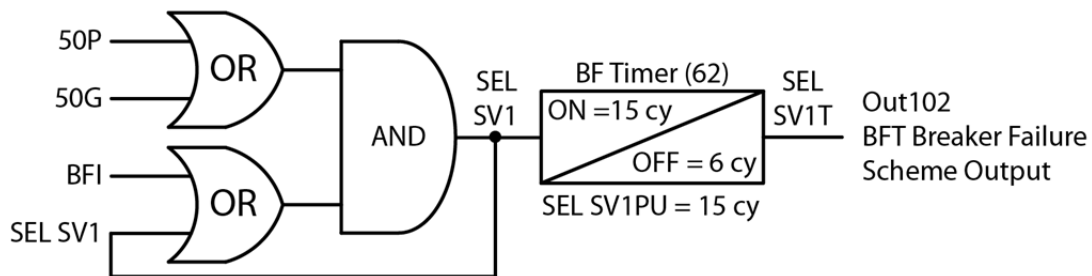 50P
50G
OR
BFI
SEL SV1
OR
AND
SEL
SV1
BF Timer (62)
ON =15 cy
OFF = 6 cy
SEL SV1PU = 15 cy
SEL
SV1T
Out102
BFT Breaker Failure
Scheme Output